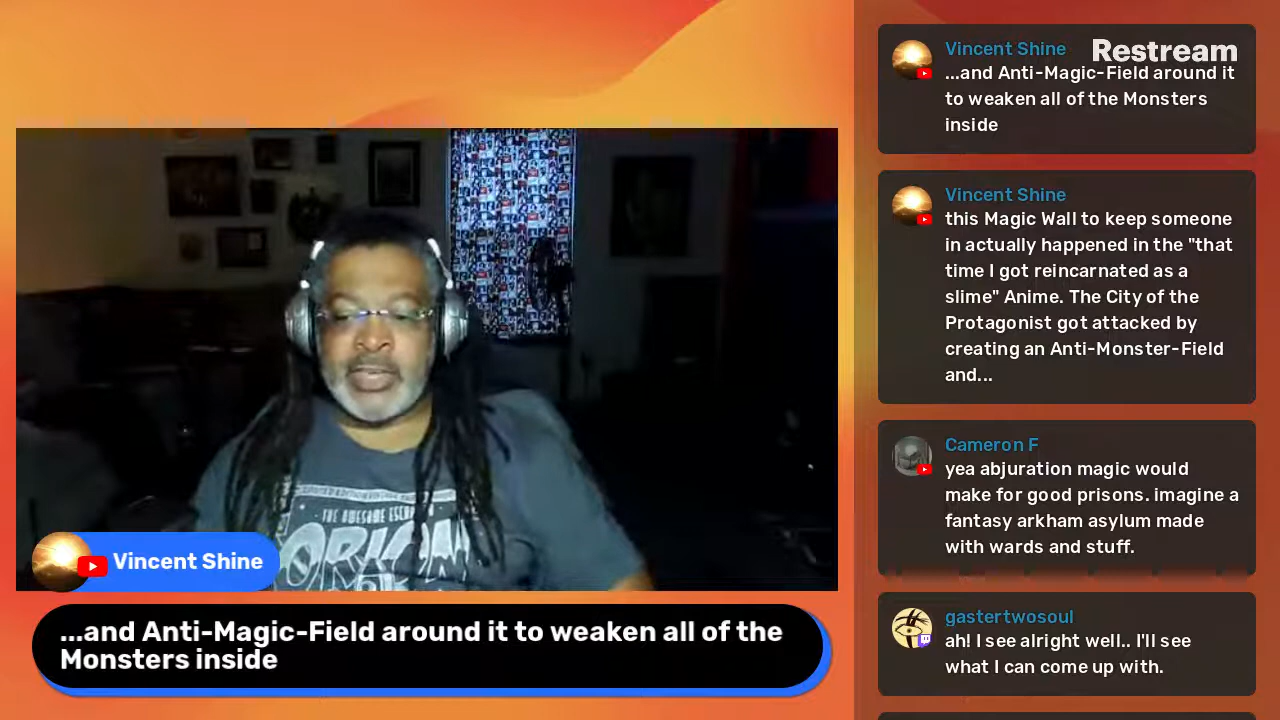 Restream
Vincent Shine
...and Anti-Magic-Field around it
to weaken all of the Monsters
inside
Vincent Shine
this Magic Wall to keep someone
in actually happened in the "that
time I got reincarnated as a
slime" Anime. The City of the
Protagonist got attacked by
creating an Anti-Monster-Field
and...
Cameron F
yea abjuration magic would
make for good prisons. imagine a
fantasy arkham asylum made
with wards and stuff.
gastertwosoul
ah! I see alright well.. I'll see
what I can come up with.
THE AWESOME
Vincent Shine
...and Anti-Magic-Field around it to weaken all of the
Monsters inside